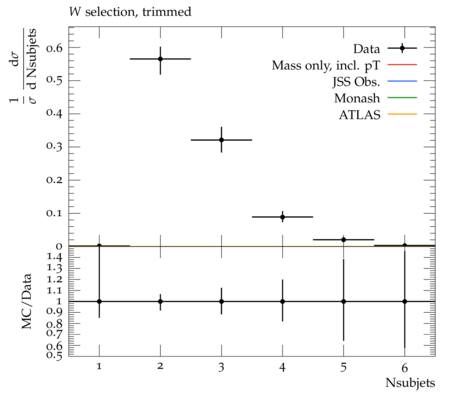 W selection, trimmed
1/σ dσ/d Nsubjets
Data
Mass only, incl. pT
JSS Obs.
Monash
ATLAS
0.6
0.5
0.4
0.3
0.2
0.1
0
MC/Data
1.4
1.3
1.2
1.1
1
0.9
0.8
0.7
0.6
0.5
1 2 3 4 5 6
Nsubjets